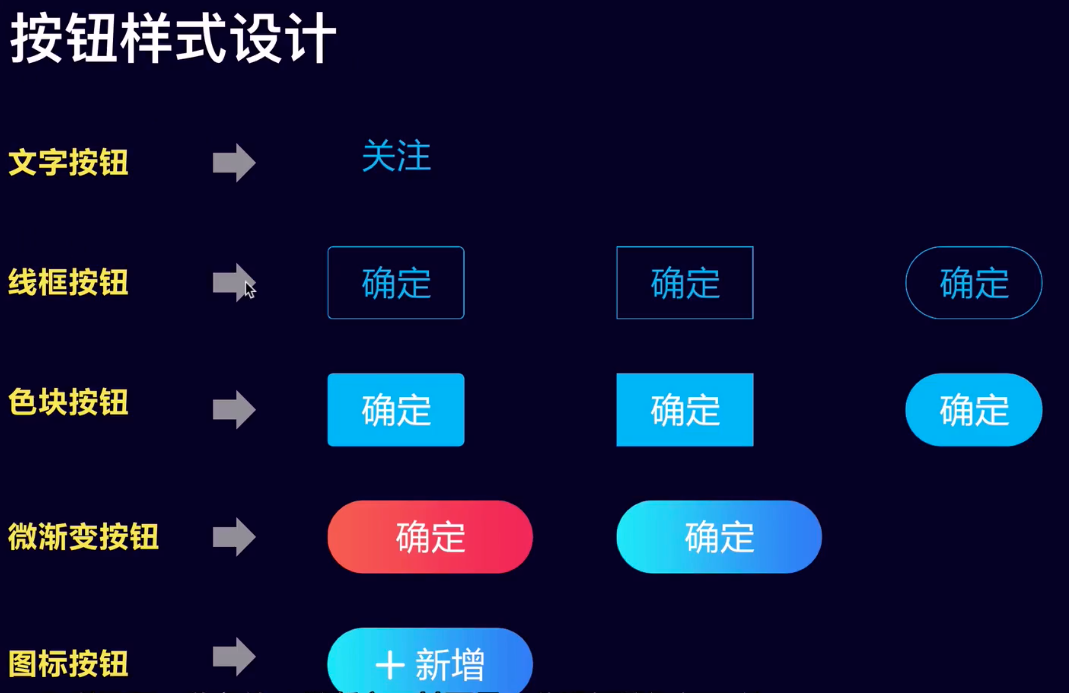 按钮样式设计
文字按钮 关注
线框按钮 确定 确定 确定
色块按钮 确定 确定 确定
微渐变按钮 确定 确定
图标按钮 ＋新增